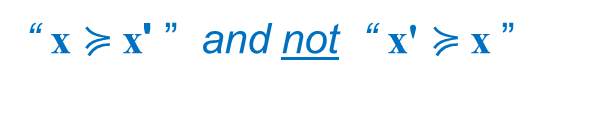 “x ≽ x'” and not “x' ≽ x”